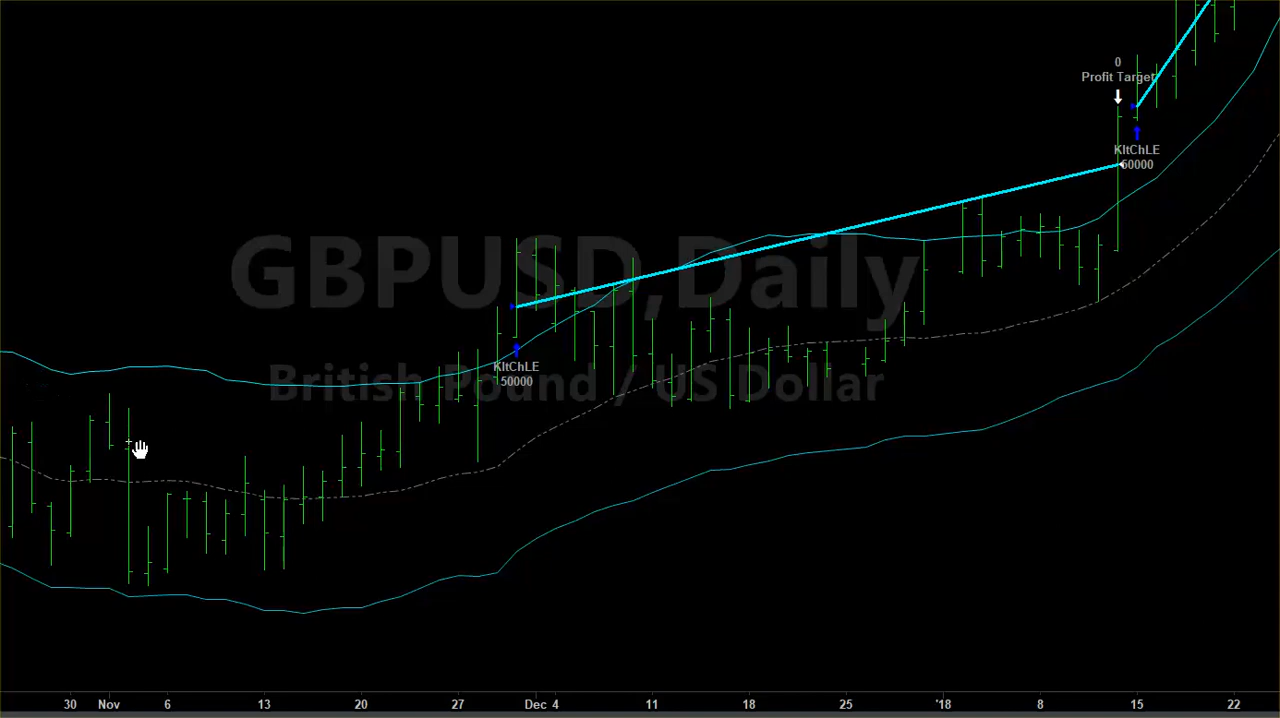 0
Profit Target
KltChLE
60000
GBPUSD,Daily
British Pound / US Dollar
KltChLE
50000
30 Nov 6 13 20 27 Dec 4 11 18 25 '18 8 15 22